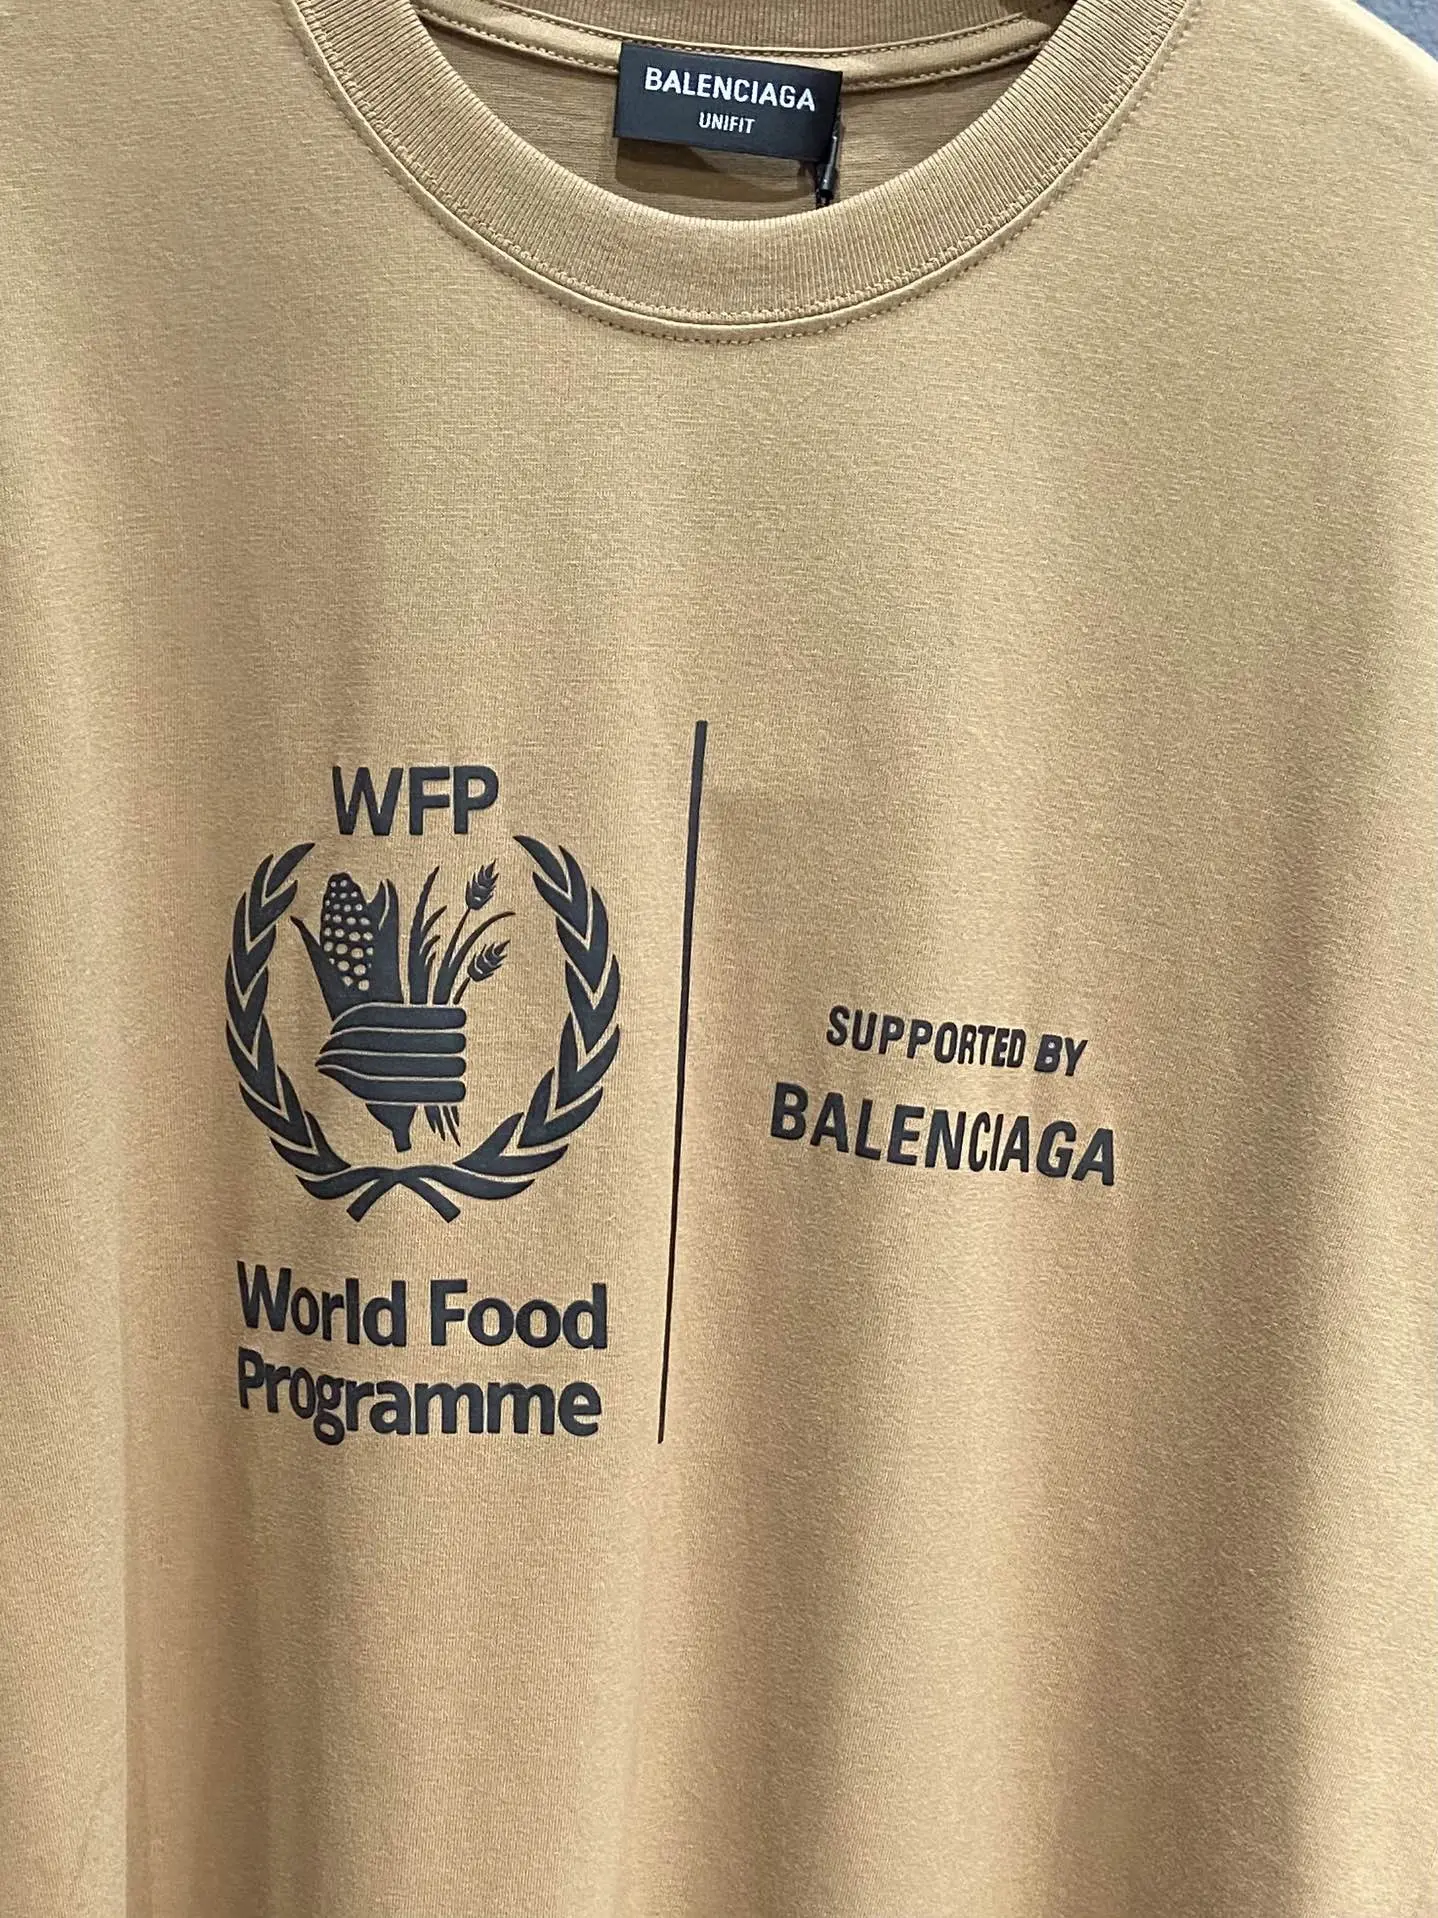 BALENCIAGA
UNIFIT
WFP
World Food
Programme
SUPPORTED BY
BALENCIAGA